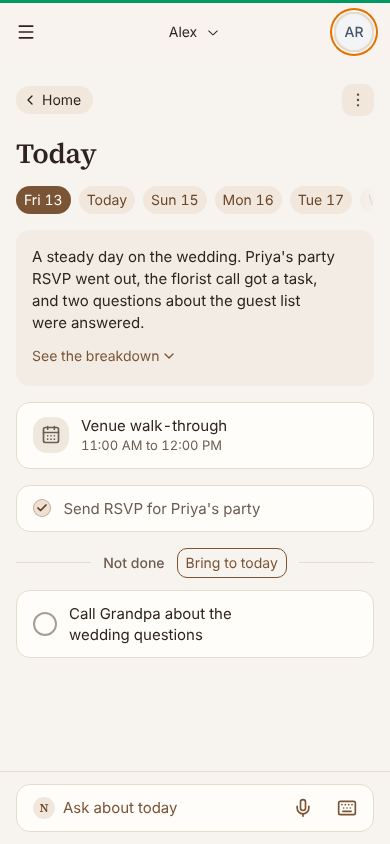 Alex
AR
Home
Today
Fri 13
Today
Sun 15
Mon 16
Tue 17
A steady day on the wedding. Priya's party
RSVP went out, the florist call got a task,
and two questions about the guest list
were answered.
See the breakdown
Venue walk-through
11:00 AM to 12:00 PM
Send RSVP for Priya's party
Not done
Bring to today
Call Grandpa about the
wedding questions
N
Ask about today